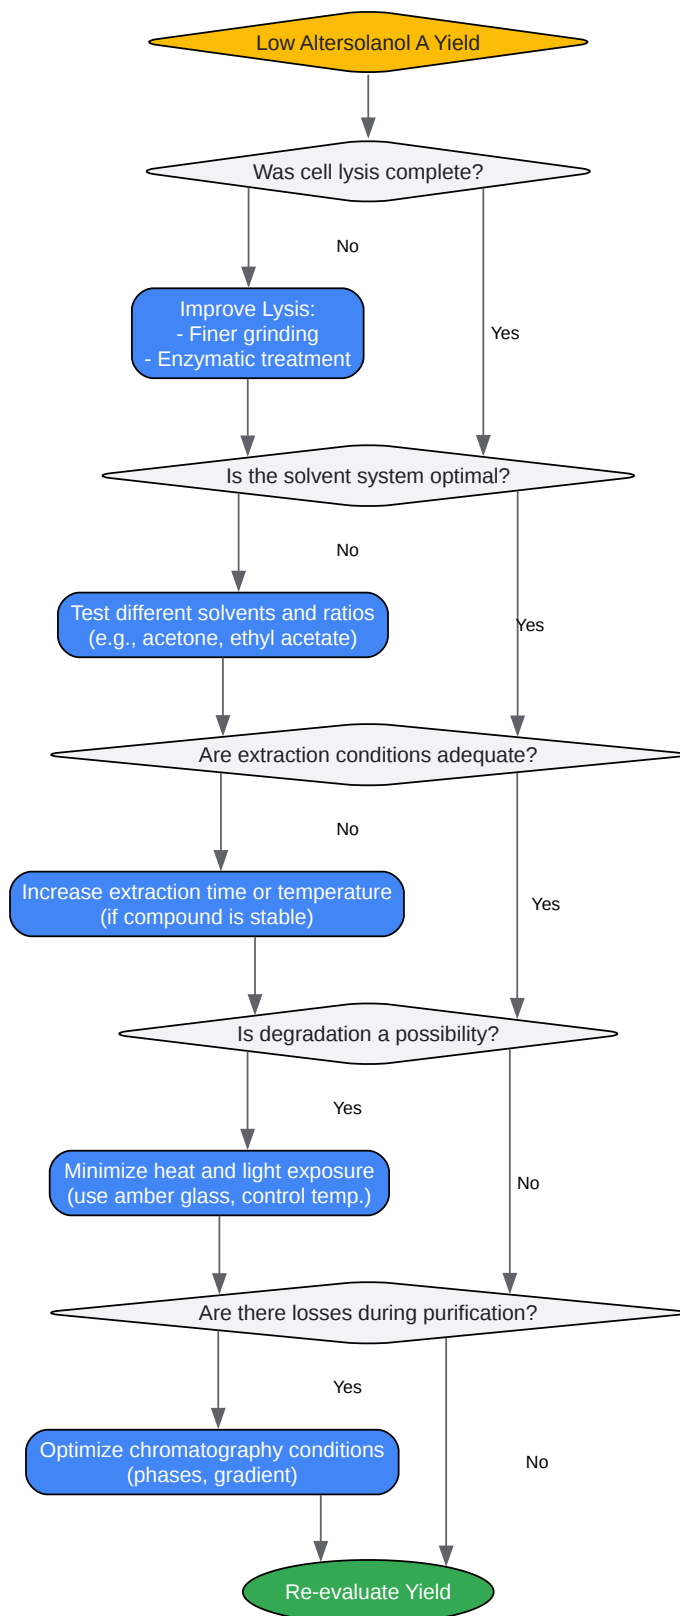 Low Altersolanol A Yield
Was cell lysis complete?
No
Improve Lysis:
- Finer grinding
- Enzymatic treatment
Yes
Is the solvent system optimal?
No
Test different solvents and ratios
(e.g., acetone, ethyl acetate)
Yes
Are extraction conditions adequate?
No
Increase extraction time or temperature
(if compound is stable)
Yes
Is degradation a possibility?
Yes
Minimize heat and light exposure
(use amber glass, control temp.)
No
Are there losses during purification?
Yes
Optimize chromatography conditions
(phases, gradient)
No
Re-evaluate Yield